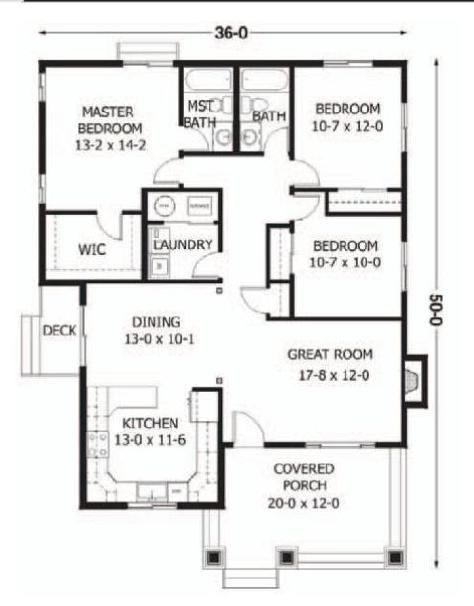 36-0
MASTER
BEDROOM
13-2 x 14-2
MST
BATH
BATH
BEDROOM
10-7 x 12-0
WIC
LAUNDRY
BEDROOM
10-7 x 10-0
50-0
DECK
DINING
13-0 x 10-1
GREAT ROOM
17-8 x 12-0
KITCHEN
13-0 x 11-6
COVERED
PORCH
20-0 x 12-0